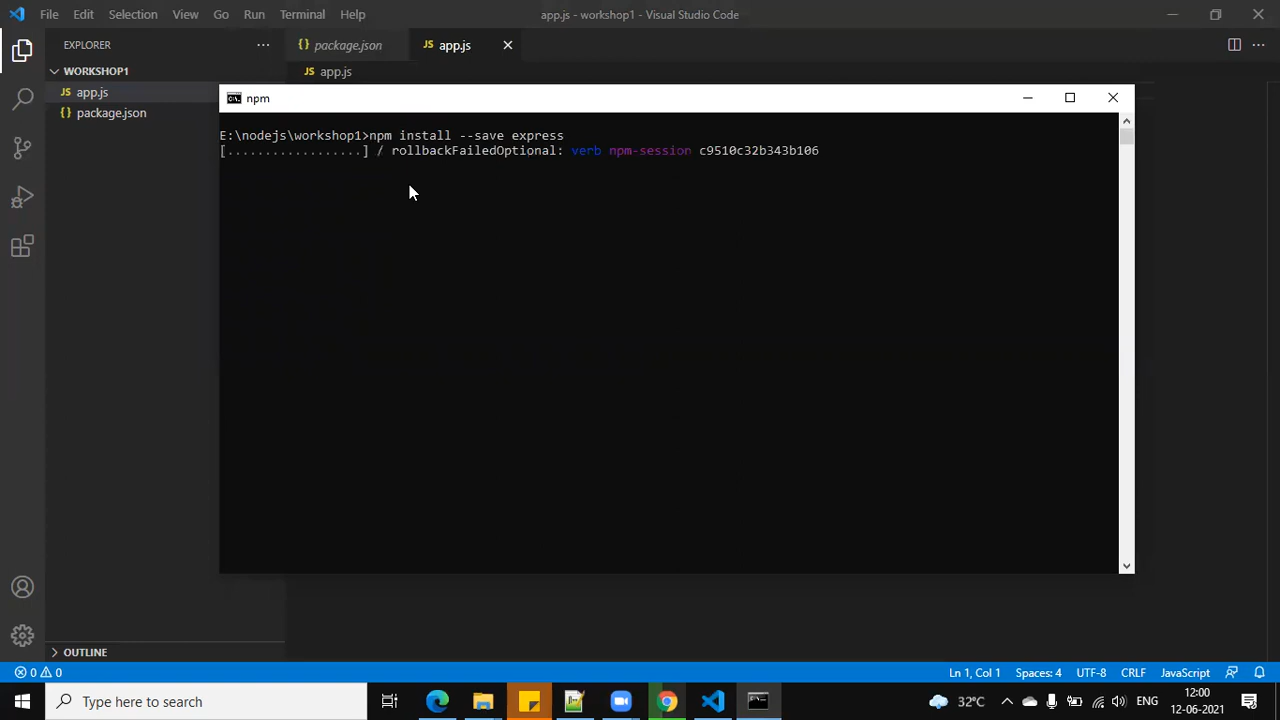 File Edit Selection View Go Run Terminal Help
app.js - workshop1 - Visual Studio Code
EXPLORER
{} package.json
JS app.js
WORKSHOP1
JS app.js
JS app.js
{} package.json
npm
E:\nodejs\workshop1>npm install --save express
[..................] / rollbackFailedOptional: verb npm-session c9510c32b343b106
OUTLINE
0 0
Ln 1, Col 1 Spaces: 4 UTF-8 CRLF JavaScript
Type here to search
32°C
ENG
12:00
12-06-2021